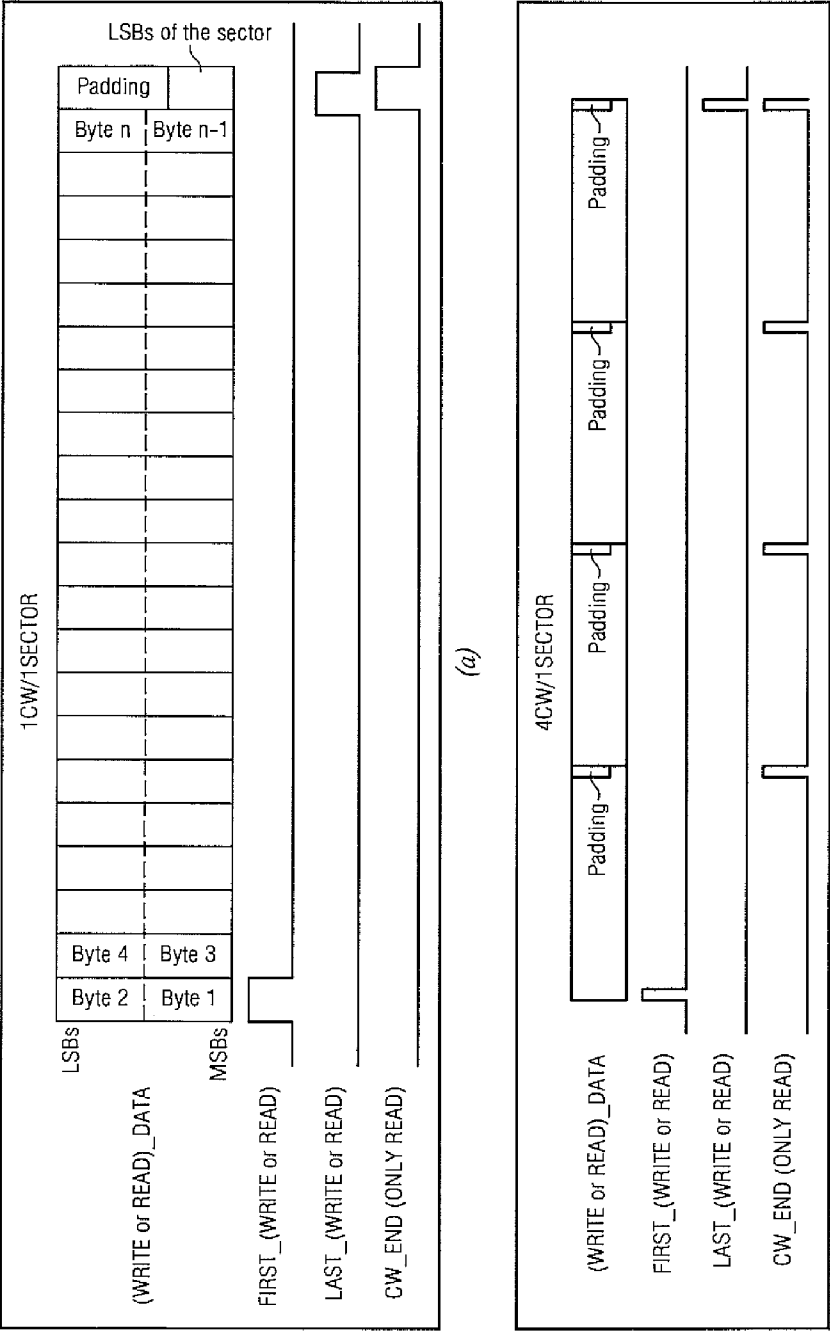 1CW/1SECTOR
LSBs of the sector
LSBs
MSBs
(WRITE or READ)_DATA
Byte 2
Byte 1
Byte 4
Byte 3
Byte n
Byte n-1
Padding
FIRST_(WRITE or READ)
LAST_(WRITE or READ)
CW_END (ONLY READ)
(a)
4CW/1SECTOR
(WRITE or READ)_DATA
Padding
Padding
Padding
Padding
FIRST_(WRITE or READ)
LAST_(WRITE or READ)
CW_END (ONLY READ)